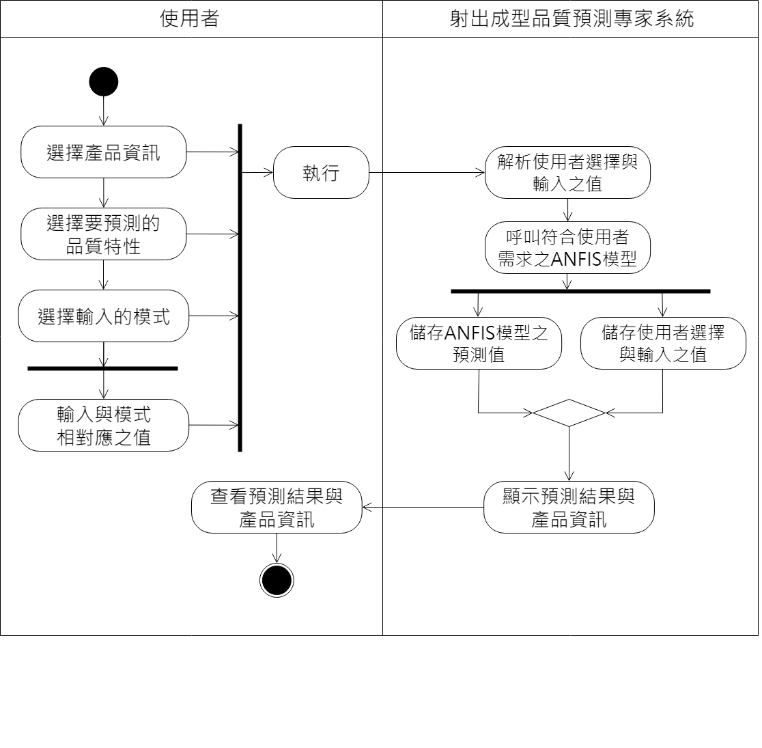 使用者
射出成型品質預測專家系統
選擇產品資訊
選擇要預測的
品質特性
選擇輸入的模式
輸入與模式
相對應之值
執行
解析使用者選擇與
輸入之值
呼叫符合使用者
需求之ANFIS模型
儲存ANFIS模型之
預測值
儲存使用者選擇
與輸入之值
顯示預測結果與
產品資訊
查看預測結果與
產品資訊